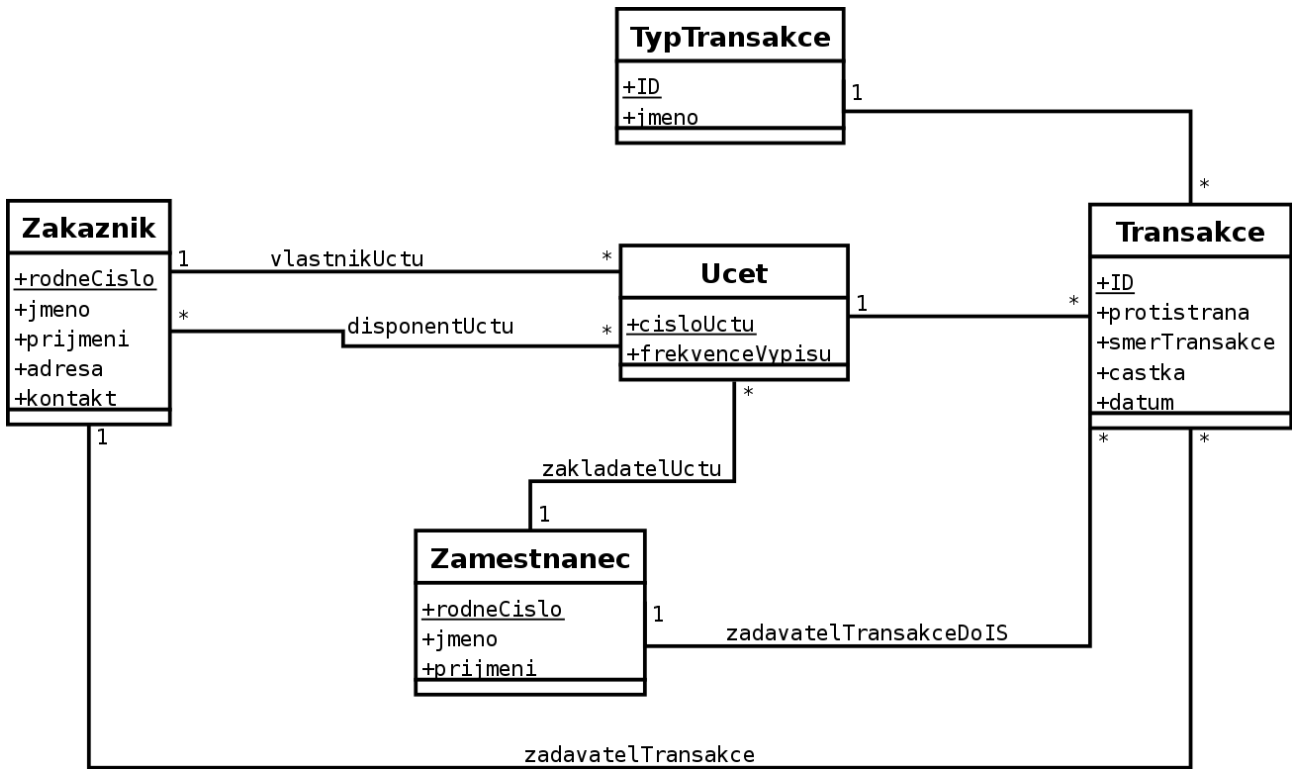 TypTransakce
+ID
+jmeno
1
*
Zakaznik
+rodneCislo
+jmeno
+prijmeni
+adresa
+kontakt
1
vlastnikUctu
*
*
disponentUctu
*
Ucet
+cisloUctu
+frekvenceVypisu
1
*
Transakce
+ID
+protistrana
+smerTransakce
+castka
+datum
*
zakladatelUctu
1
Zamestnanec
+rodneCislo
+jmeno
+prijmeni
1
zadavatelTransakceDoIS
*
*
1
zadavatelTransakce